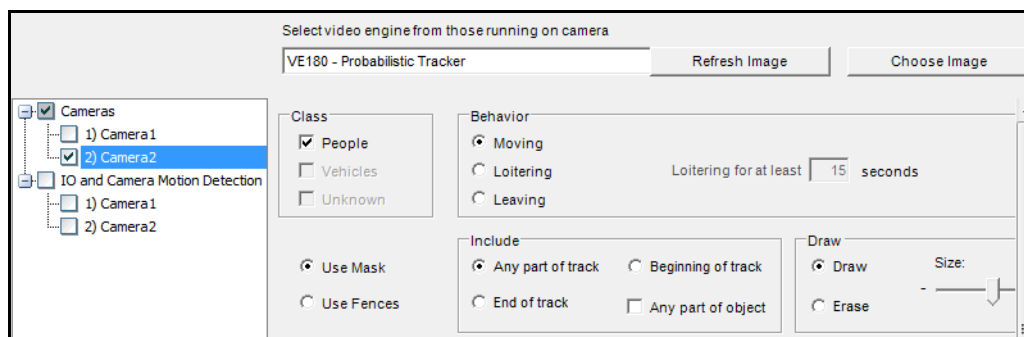 Select video engine from those running on camera
VE180 - Probabilistic Tracker
Refresh Image
Choose Image
Cameras
1) Camera1
2) Camera2
IO and Camera Motion Detection
1) Camera1
2) Camera2
Class
People
Vehicles
Unknown
Behavior
Moving
Loitering
Loitering for at least 15 seconds
Leaving
Use Mask
Use Fences
Include
Any part of track
Beginning of track
End of track
Any part of object
Draw
Draw
Size:
-
Erase